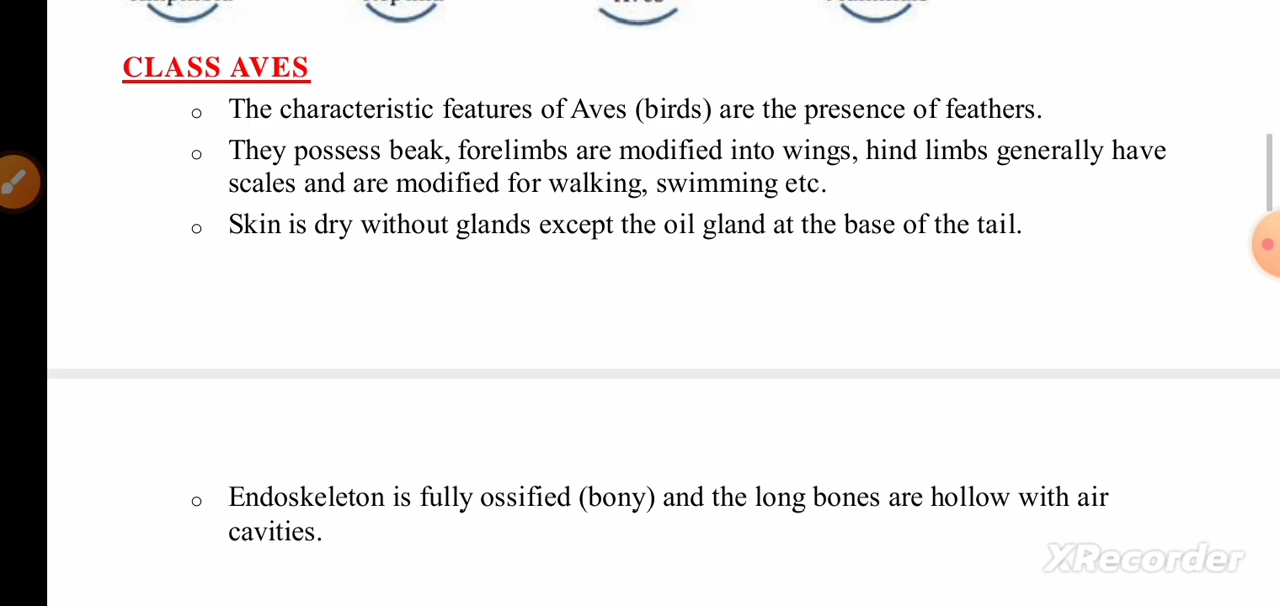 CLASS AVES
o The characteristic features of Aves (birds) are the presence of feathers.
o They possess beak, forelimbs are modified into wings, hind limbs generally have
scales and are modified for walking, swimming etc.
o Skin is dry without glands except the oil gland at the base of the tail.
o Endoskeleton is fully ossified (bony) and the long bones are hollow with air
cavities.
XRecorder